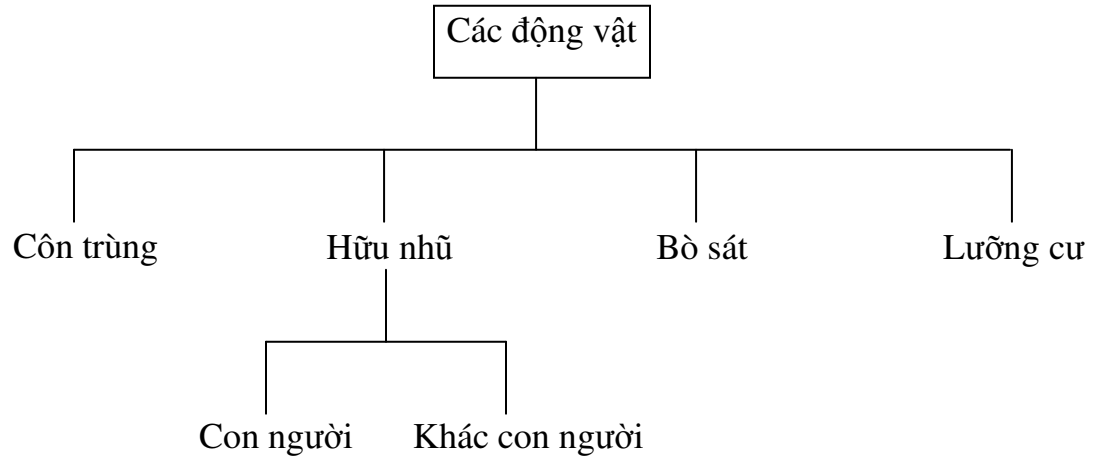 Các động vật
Côn trùng Hữu nhũ Bò sát Lưỡng cư
Con người Khác con người